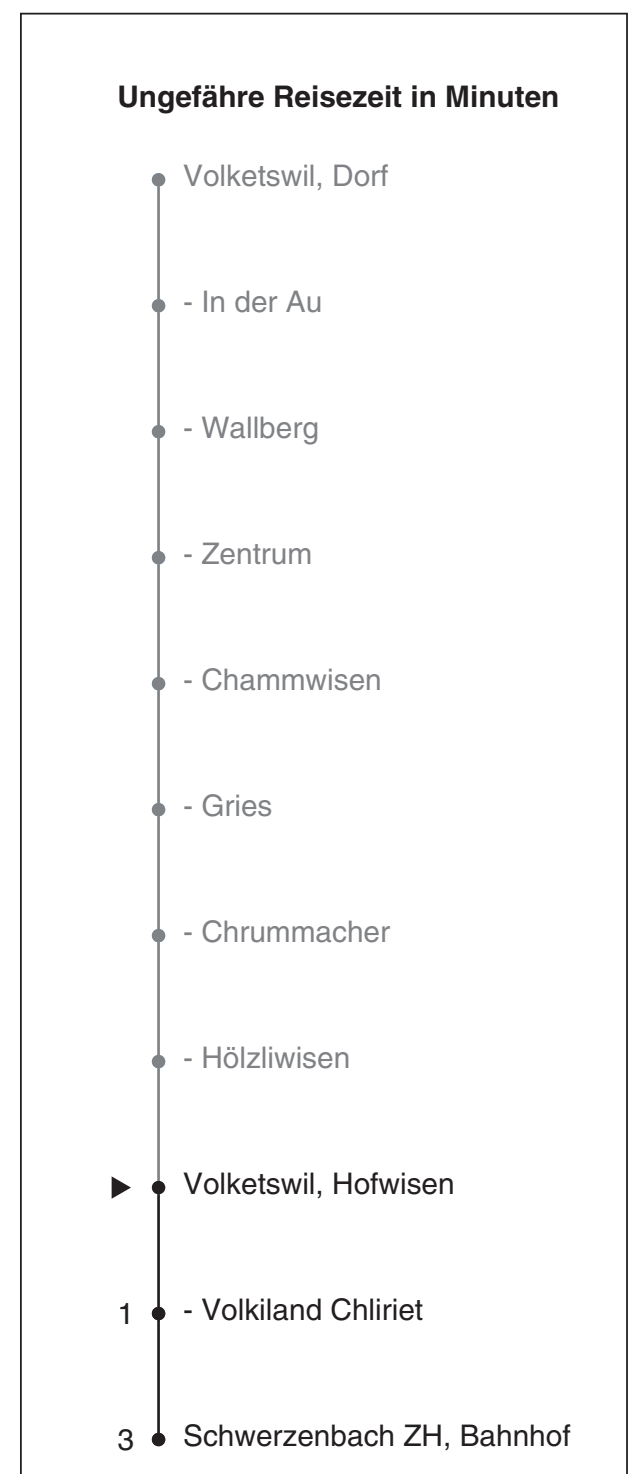 Ungefähre Reisezeit in Minuten
Volketswil, Dorf
- In der Au
- Wallberg
- Zentrum
- Chammwisen
- Gries
- Chrummacher
- Hölzliwisen
Volketswil, Hofwisen
1 - Volkiland Chliriet
3 Schwerzenbach ZH, Bahnhof